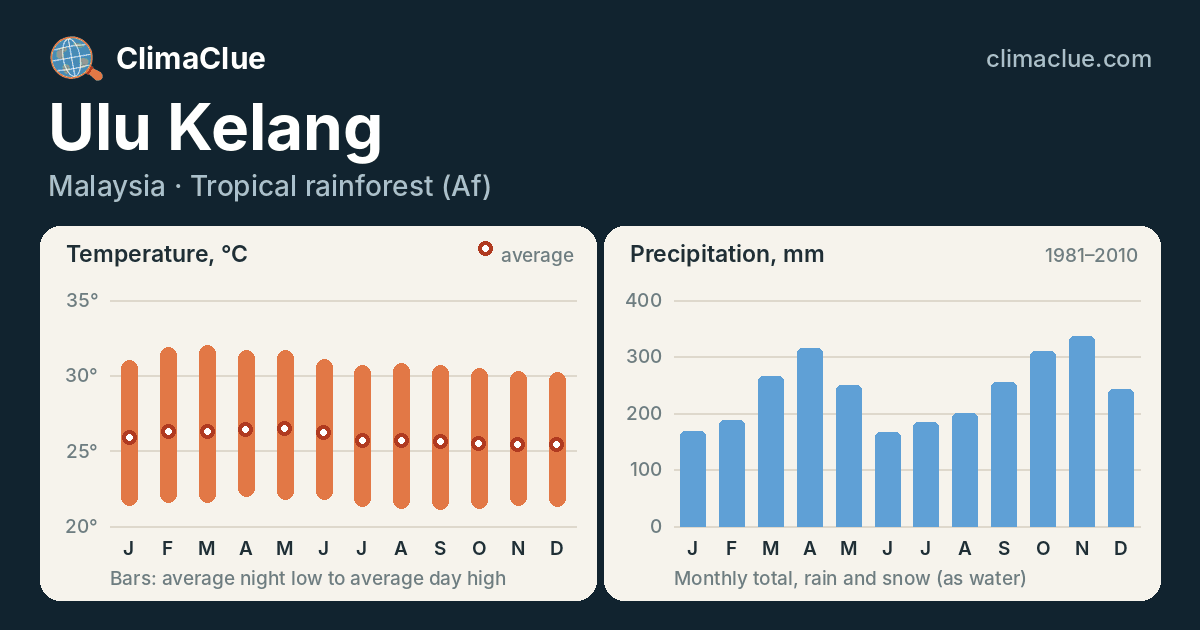 ClimaClue
climaclue.com
Ulu Kelang
Malaysia · Tropical rainforest (Af)
Temperature, °C
average
35°
30°
25°
20°
J F M A M J J A S O N D
Bars: average night low to average day high
Precipitation, mm
1981–2010
400
300
200
100
0
J F M A M J J A S O N D
Monthly total, rain and snow (as water)